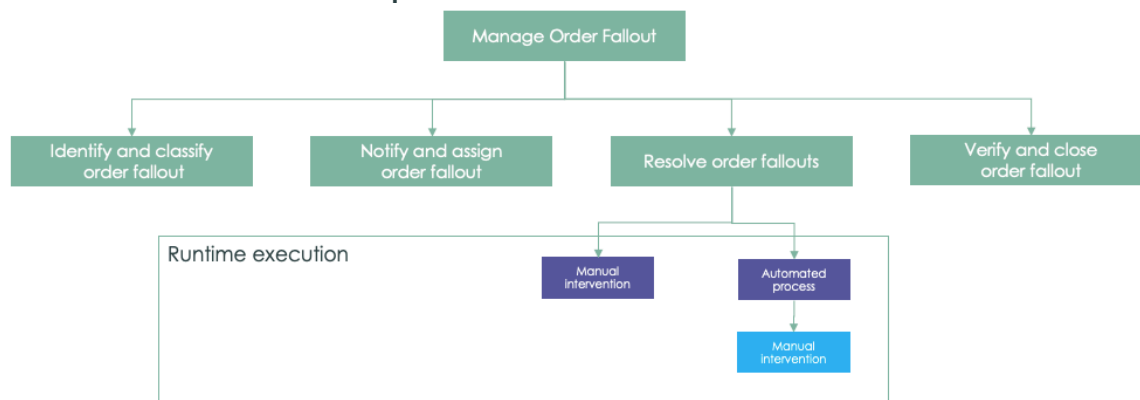 Manage Order Fallout
Identify and classify
order fallout
Notify and assign
order fallout
Resolve order fallouts
Verify and close
order fallout
Runtime execution
Manual
intervention
Automated
process
Manual
intervention